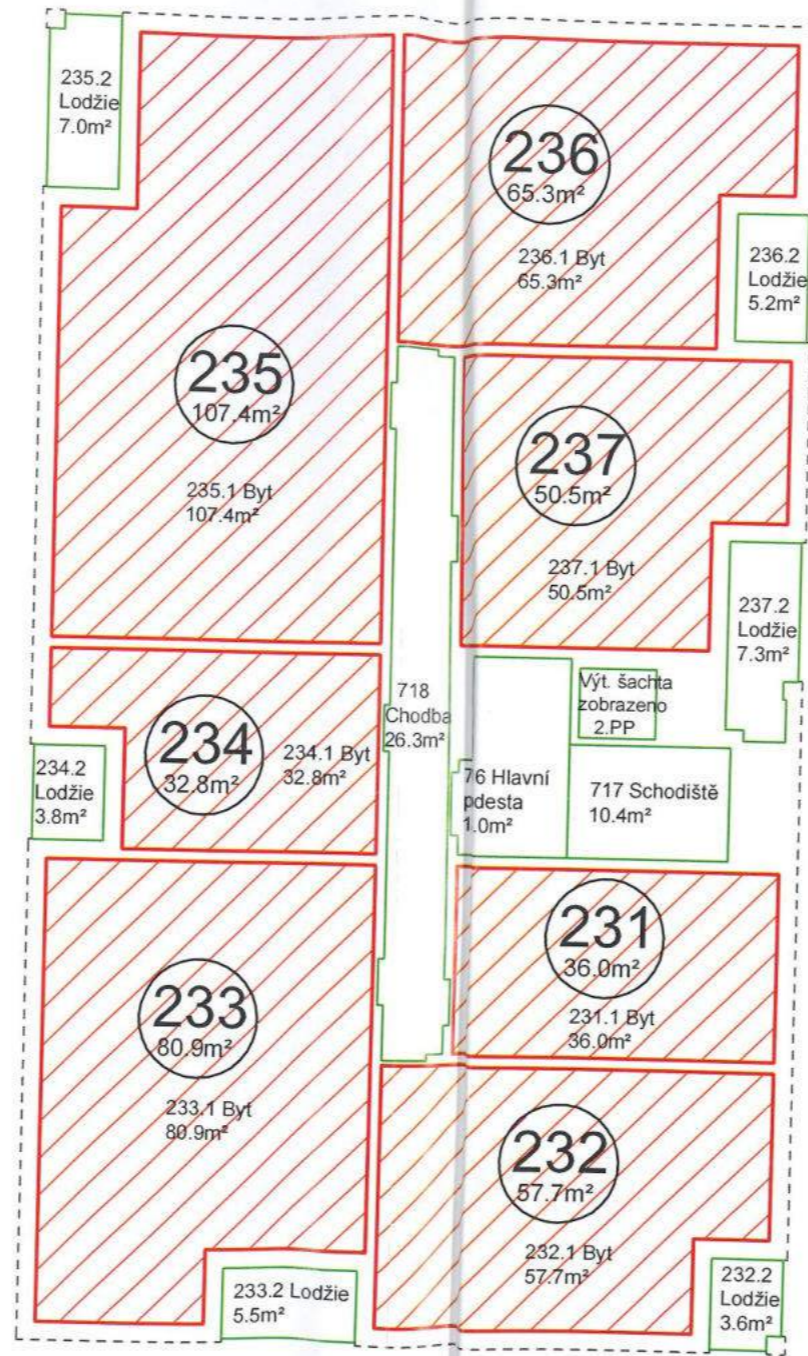 235.2
Lodžie
7.0m²
236
65.3m²
236.1 Byt
65.3m²
236.2
Lodžie
5.2m²
235
107.4m²
235.1 Byt
107.4m²
237
50.5m²
237.1 Byt
50.5m²
237.2
Lodžie
7.3m²
718
Chodba
26.3m²
Výt. šachta
zobrazeno
2.PP
234
32.8m²
234.1 Byt
32.8m²
234.2
Lodžie
3.8m²
76 Hlavní
pdesta
1.0m²
717 Schodiště
10.4m²
231
36.0m²
231.1 Byt
36.0m²
233
80.9m²
233.1 Byt
80.9m²
232
57.7m²
232.1 Byt
57.7m²
233.2 Lodžie
5.5m²
232.2
Lodžie
3.6m²